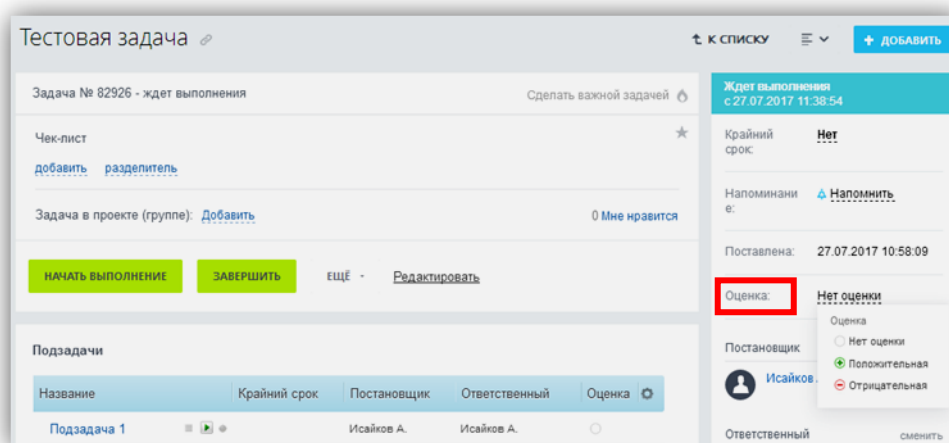 Тестовая задача
К СПИСКУ
+ ДОБАВИТЬ
Задача № 82926 - ждет выполнения
Сделать важной задачей
Чек-лист
добавить разделитель
Задача в проекте (группе): Добавить
0 Мне нравится
НАЧАТЬ ВЫПОЛНЕНИЕ
ЗАВЕРШИТЬ
ЕЩЁ
Редактировать
Подзадачи
Название Крайний срок Постановщик Ответственный Оценка
Подзадача 1 Исайков А. Исайков А.
Ждет выполнения
с 27.07.2017 11:38:54
Крайний
срок:
Нет
Напоминани
е:
Напомнить
Поставлена: 27.07.2017 10:58:09
Оценка: Нет оценки
Оценка
Нет оценки
Положительная
Отрицательная
Постановщик
Исайков
Ответственный сменить